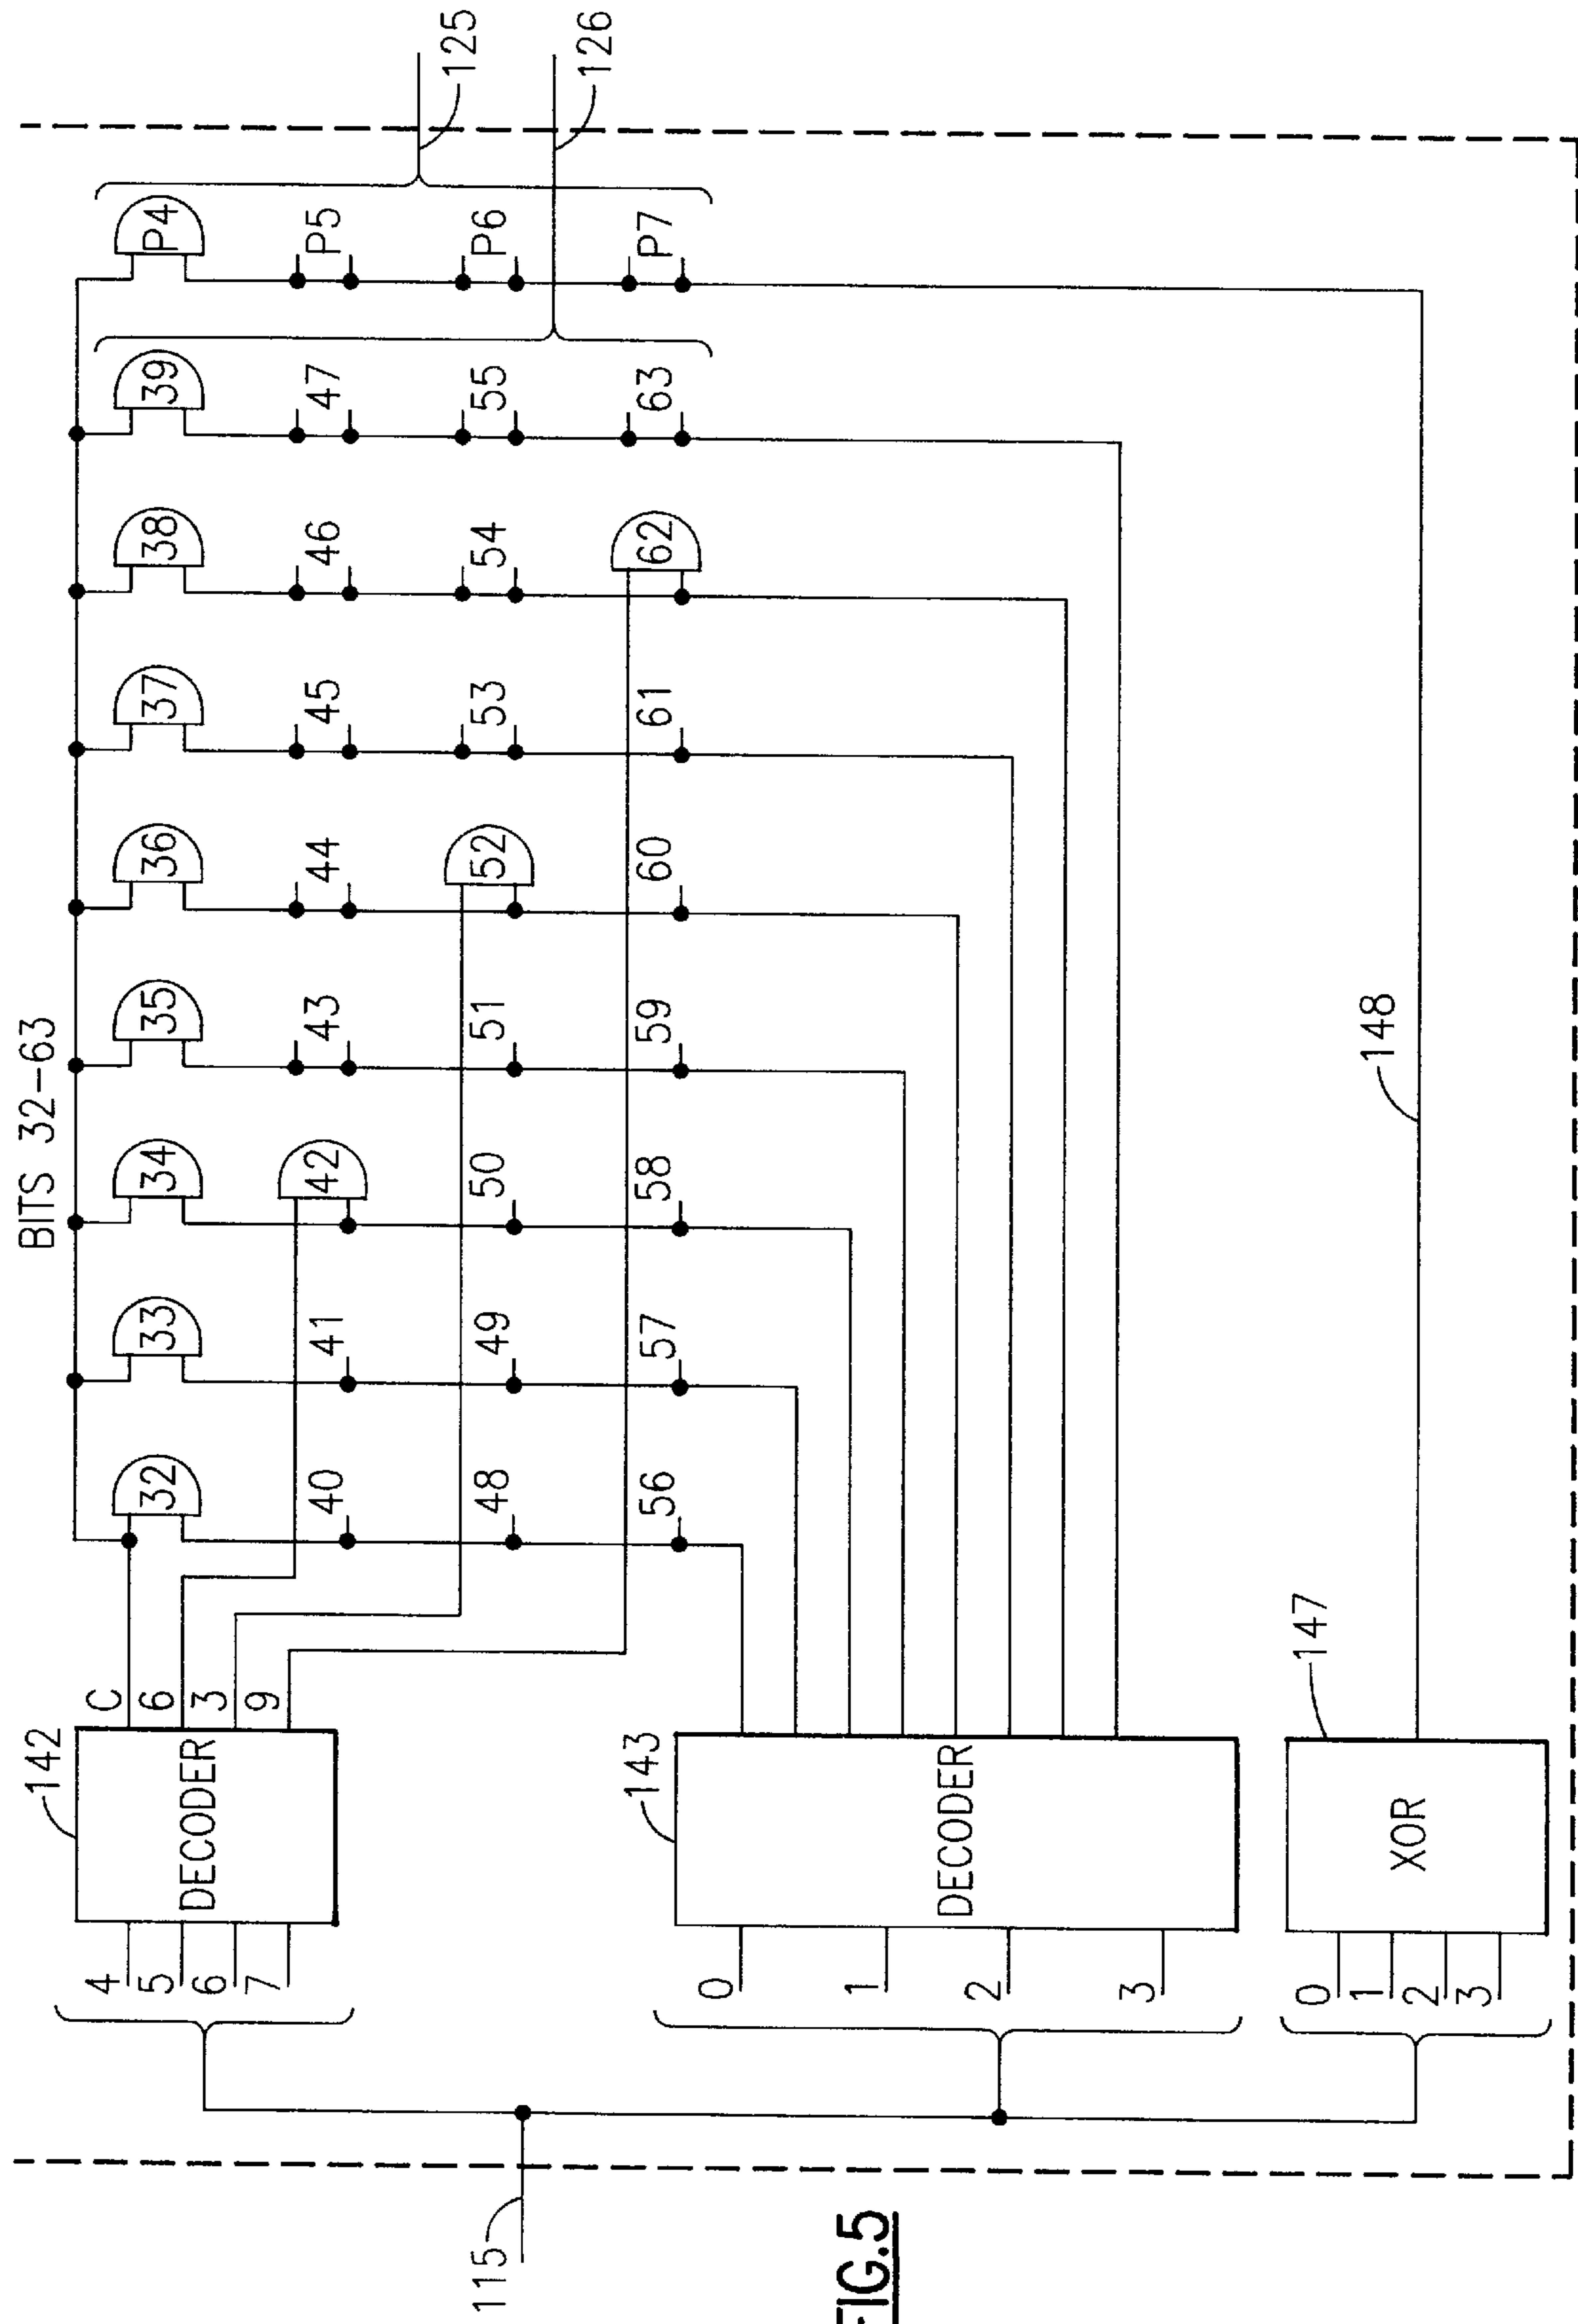 BITS 32-63
125
126
32 33 34 35 36 37 38 39 P4
40 41 42 43 44 45 46 47 P5
48 49 50 51 52 53 54 55 P6
56 57 58 59 60 61 62 63 P7
142
4
5
6
7
DECODER
C
6
3
9
143
0
1
2
3
DECODER
147
0
1
2
3
XOR
148
115
FIG.5